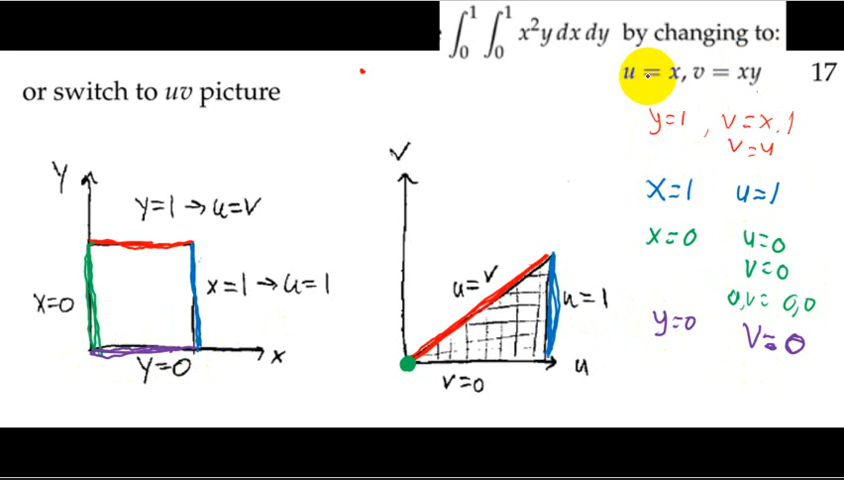 ∫₀¹ ∫₀¹ x²y dx dy by changing to:
u = x, v = xy 17
or switch to uv picture
y=1 , v=x.1
v=u
x=1 u=1
x=0 u=0
v=0
u,v= 0,0
y=0 v=0
y
y=1→u=v
x=0
x=1→u=1
y=0
x
v
u=v
u=1
v=0
u